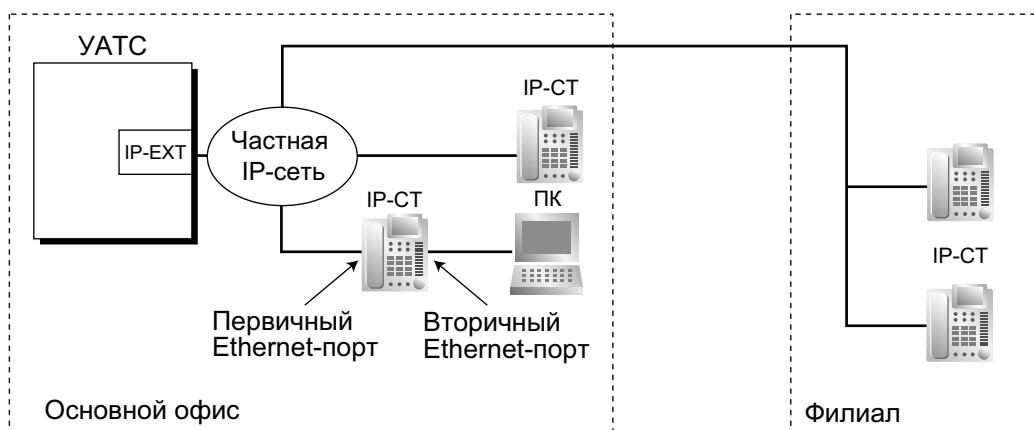 УАТС
IP-EXT
Частная
IP-сеть
IP-СТ
IP-СТ
ПК
Первичный
Ethernet-порт
Вторичный
Ethernet-порт
Основной офис
IP-СТ
Филиал